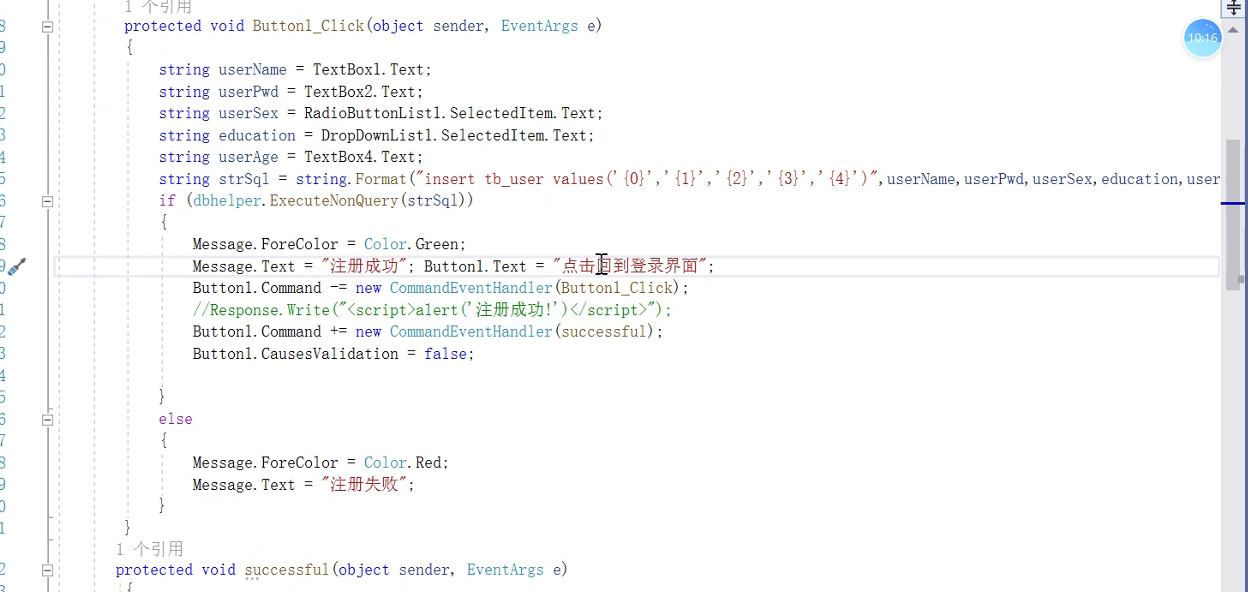 1 个引用
8 protected void Button1_Click(object sender, EventArgs e)
9 {
0 string userName = TextBox1.Text;
1 string userPwd = TextBox2.Text;
2 string userSex = RadioButtonList1.SelectedItem.Text;
3 string education = DropDownList1.SelectedItem.Text;
4 string userAge = TextBox4.Text;
5 string strSql = string.Format("insert tb_user values('{0}','{1}','{2}','{3}','{4}')",userName,userPwd,userSex,education,user
6 if (dbhelper.ExecuteNonQuery(strSql))
7 {
8 Message.ForeColor = Color.Green;
9 Message.Text = "注册成功"; Button1.Text = "点击回到登录界面";
0 Button1.Command -= new CommandEventHandler(Button1_Click);
1 //Response.Write("<script>alert('注册成功!')</script>");
2 Button1.Command += new CommandEventHandler(successful);
3 Button1.CausesValidation = false;
4
5 }
6 else
7 {
8 Message.ForeColor = Color.Red;
9 Message.Text = "注册失败";
0 }
1 }
1 个引用
2 protected void successful(object sender, EventArgs e)
3 {
10:16